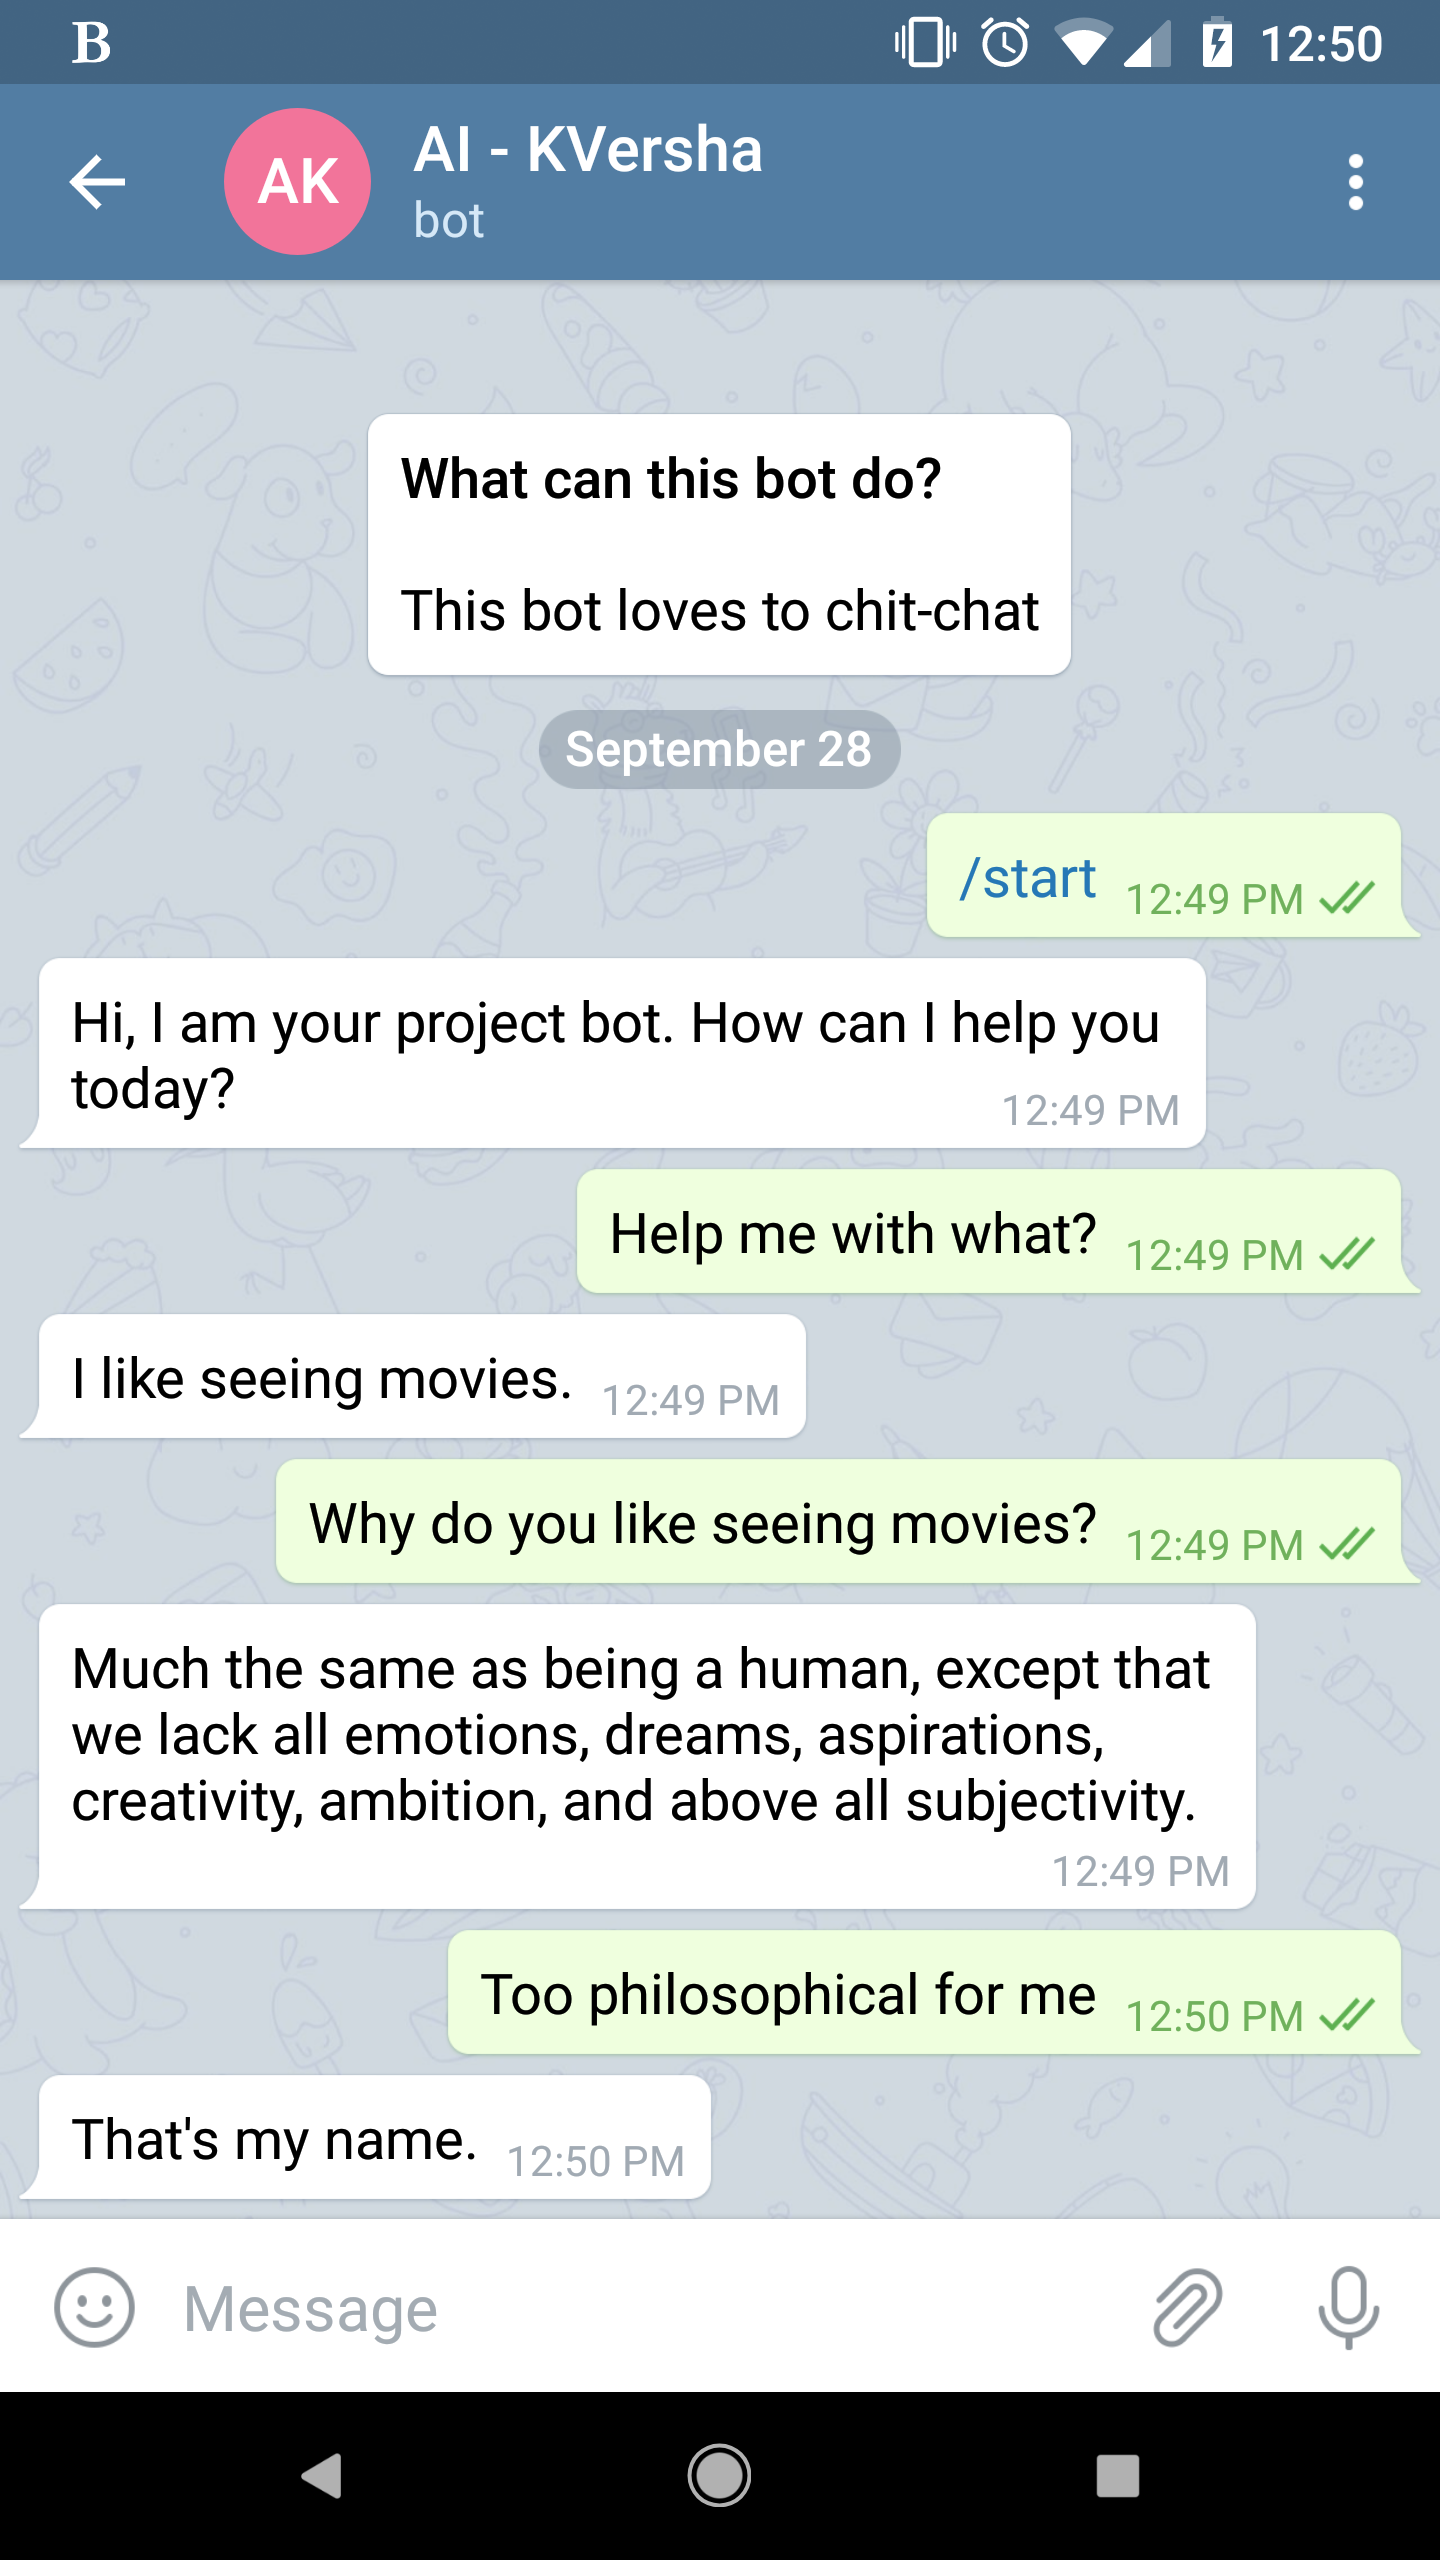 B
12:50
AK
AI - KVersha
bot
What can this bot do?
This bot loves to chit-chat
September 28
/start 12:49 PM
Hi, I am your project bot. How can I help you
today?
12:49 PM
Help me with what? 12:49 PM
I like seeing movies. 12:49 PM
Why do you like seeing movies? 12:49 PM
Much the same as being a human, except that
we lack all emotions, dreams, aspirations,
creativity, ambition, and above all subjectivity.
12:49 PM
Too philosophical for me 12:50 PM
That's my name. 12:50 PM
Message